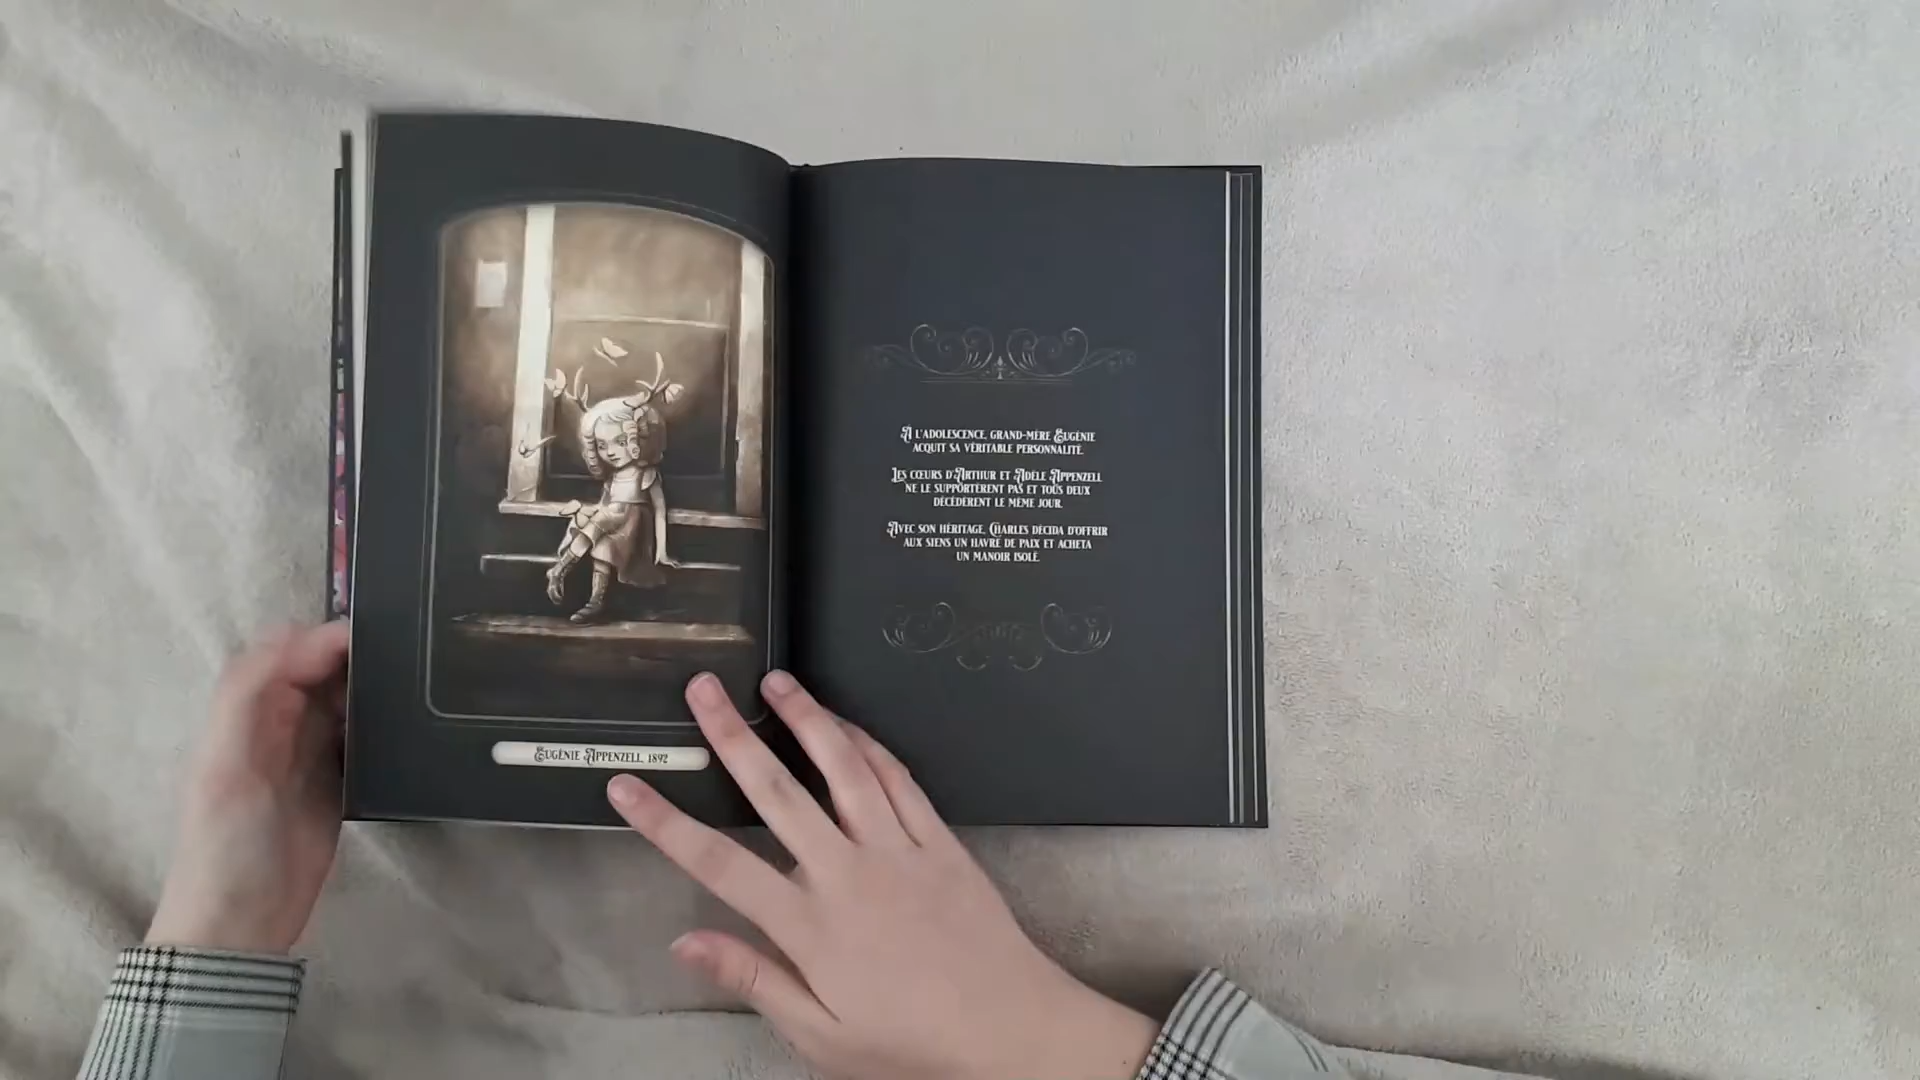 Eugénie Appenzell, 1892
À l'adolescence, grand-mère Eugénie
acquit sa véritable personnalité.
Les cœurs d'Arthur et Adèle Appenzell
ne le supportèrent pas et tous deux
décédèrent le même jour.
Avec son héritage, Charles décida d'offrir
aux siens un havre de paix et acheta
un manoir isolé.